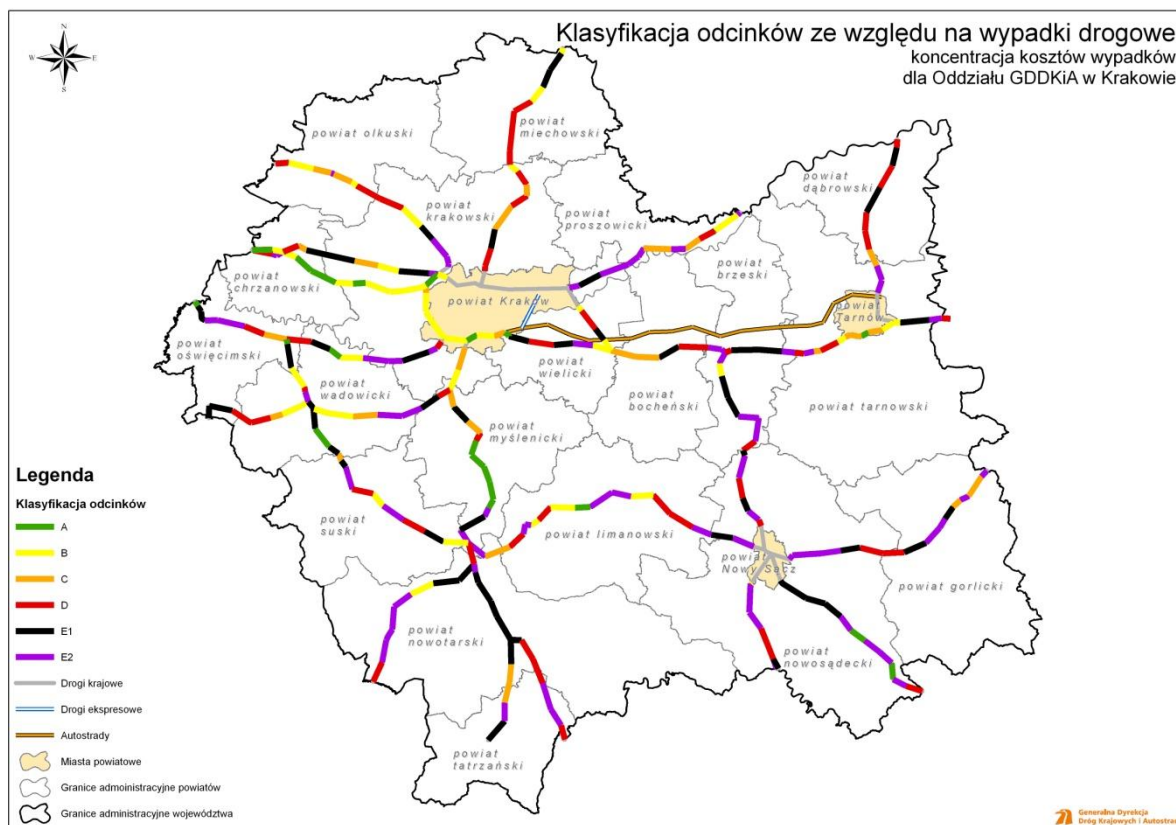 Klasyfikacja odcinków ze względu na wypadki drogowe
koncentracja kosztów wypadków
dla Oddziału GDDKiA w Krakowie
N
W
E
S
powiat olkuski
powiat
miechowski
powiat
dąbrowski
powiat
krakowski
powiat
proszowicki
powiat
brzeski
powiat
chrzanowski
powiat Kraków
powiat
Tarnów
powiat
oświęcimski
powiat
wielicki
powiat
wadowicki
powiat
bocheński
powiat tarnowski
powiat
myślenicki
powiat
suski
powiat limanowski
powiat
Nowy Sącz
powiat gorlicki
powiat
nowotarski
powiat
nowosądecki
powiat
tatrzański
Legenda
Klasyfikacja odcinków
A
B
C
D
E1
E2
Drogi krajowe
Drogi ekspresowe
Autostrady
Miasta powiatowe
Granice admoinistracyjne powiatów
Granice administracyjne województwa
Generalna Dyrekcja
Dróg Krajowych i Autostrad